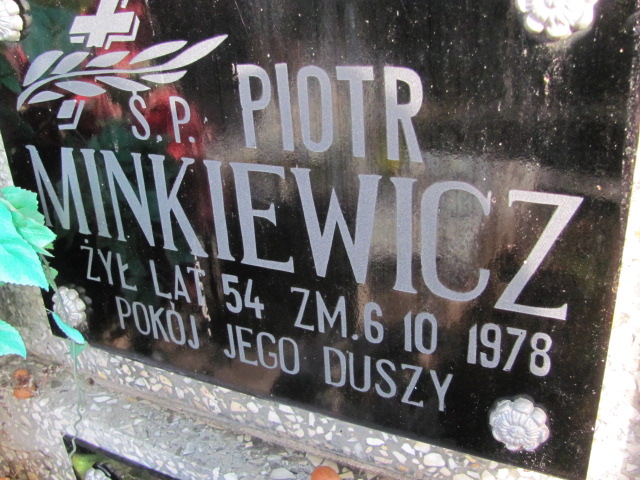 Ś.P. PIOTR
MINKIEWICZ
ŻYŁ LAT 54 ZM. 6 10 1978
POKÓJ JEGO DUSZY